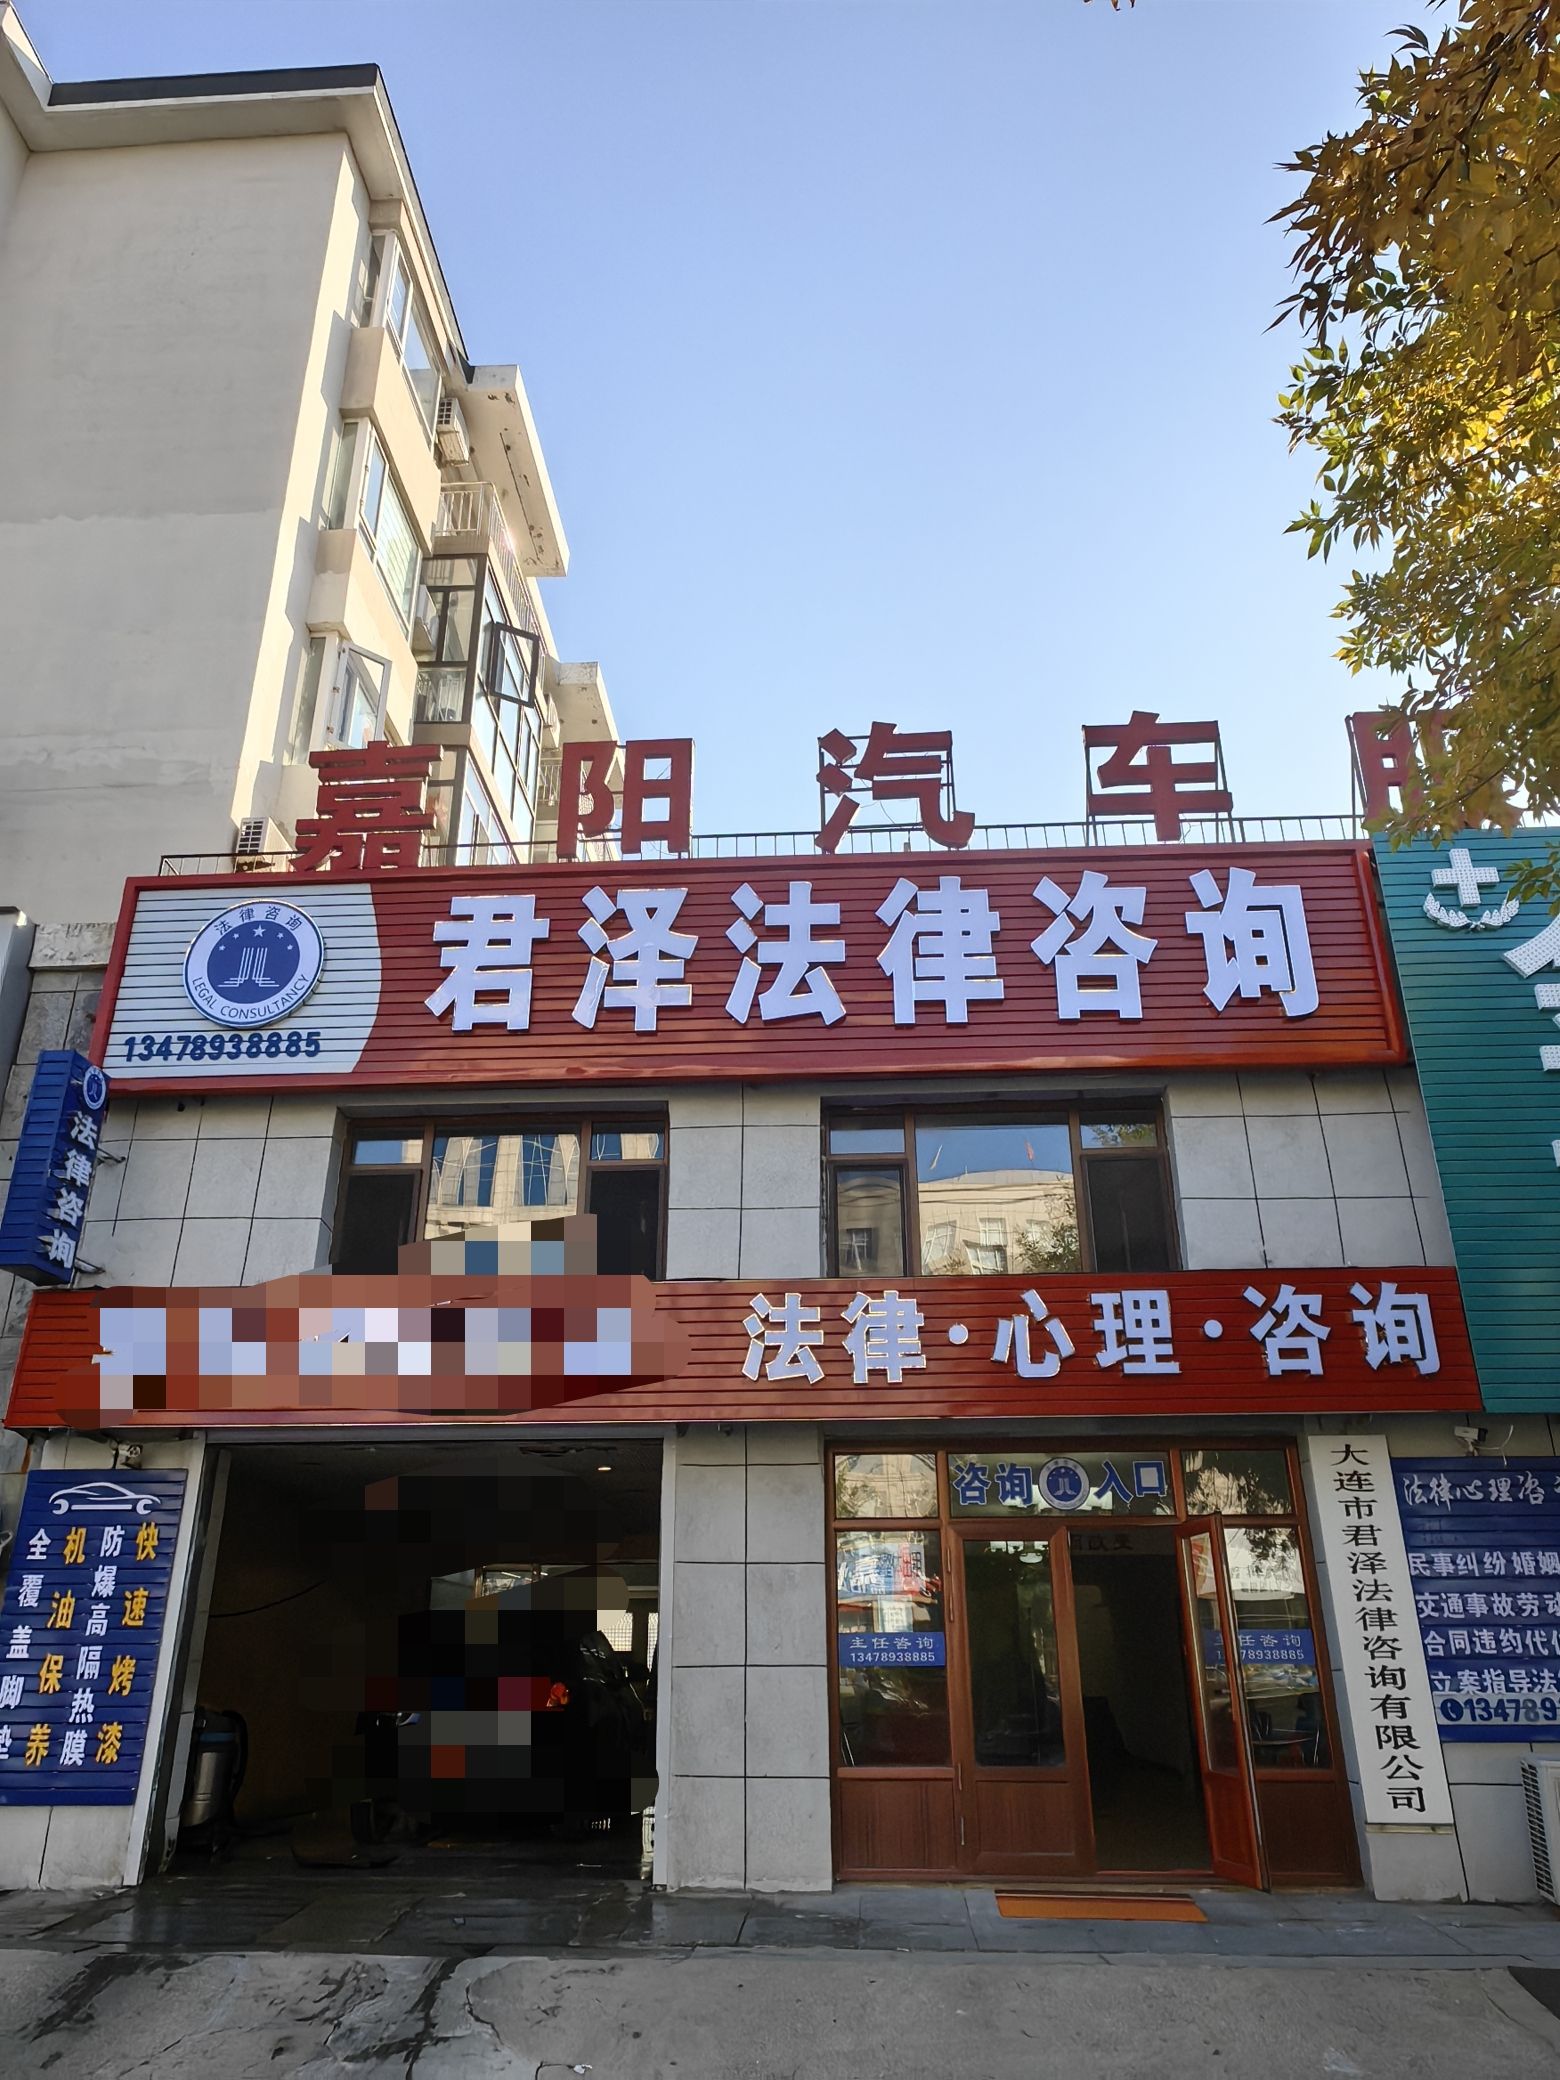 嘉阳汽车
法律咨询
LEGAL CONSULTANCY
13478938885
君泽法律咨询
法律咨询
法律·心理·咨询
咨询 入口
主任咨询
13478938885
主任咨询
13478938885
大连市君泽法律咨询有限公司
快速烤漆
防爆高隔热膜
机油保养
全覆盖脚垫
法律心理咨
民事纠纷婚姻
交通事故劳动
合同违约代
立案指导法
134789